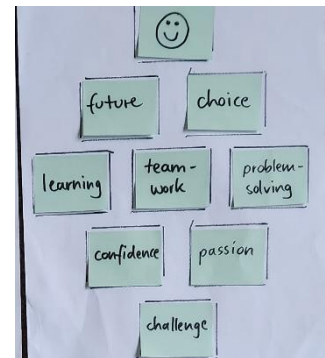 future choice
learning team-
work problem-
solving
confidence passion
challenge